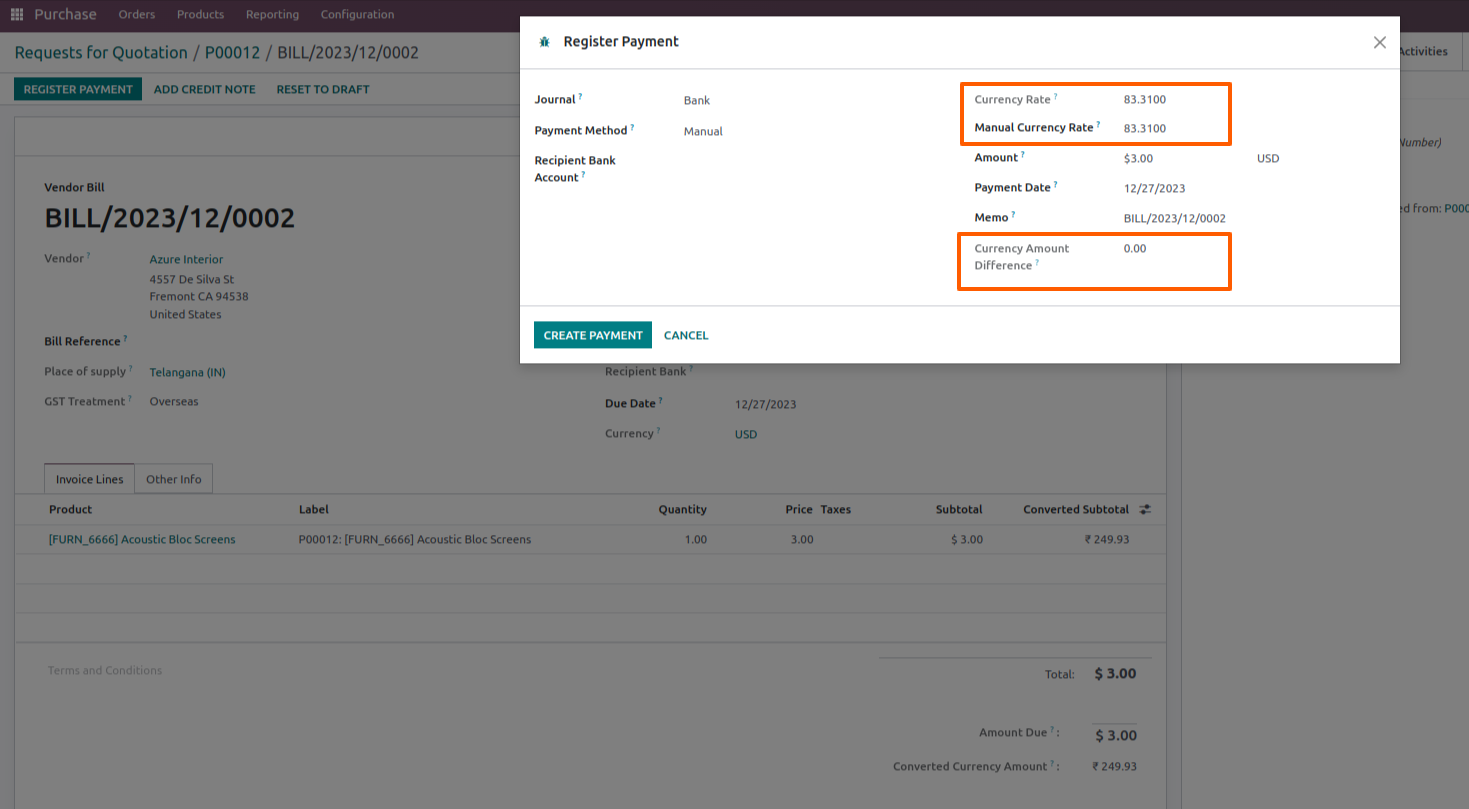 Purchase Orders Products Reporting Configuration
Requests for Quotation / P00012 / BILL/2023/12/0002
Activities
REGISTER PAYMENT ADD CREDIT NOTE RESET TO DRAFT
Register Payment
Journal ? Bank
Payment Method ? Manual
Recipient Bank
Account ?
Currency Rate ? 83.3100
Manual Currency Rate ? 83.3100
Amount ? $3.00 USD
Payment Date ? 12/27/2023
Memo ? BILL/2023/12/0002
Currency Amount 0.00
Difference ?
CREATE PAYMENT CANCEL
Number)
ed from: P000
Vendor Bill
BILL/2023/12/0002
Vendor ? Azure Interior
4557 De Silva St
Fremont CA 94538
United States
Bill Reference ?
Place of supply ? Telangana (IN)
GST Treatment ? Overseas
Recipient Bank ?
Due Date ? 12/27/2023
Currency ? USD
Invoice Lines Other Info
Product Label Quantity Price Taxes Subtotal Converted Subtotal
[FURN_6666] Acoustic Bloc Screens P00012: [FURN_6666] Acoustic Bloc Screens 1.00 3.00 $ 3.00 ₹ 249.93
Terms and Conditions
Total: $ 3.00
Amount Due ? : $ 3.00
Converted Currency Amount ? : ₹ 249.93